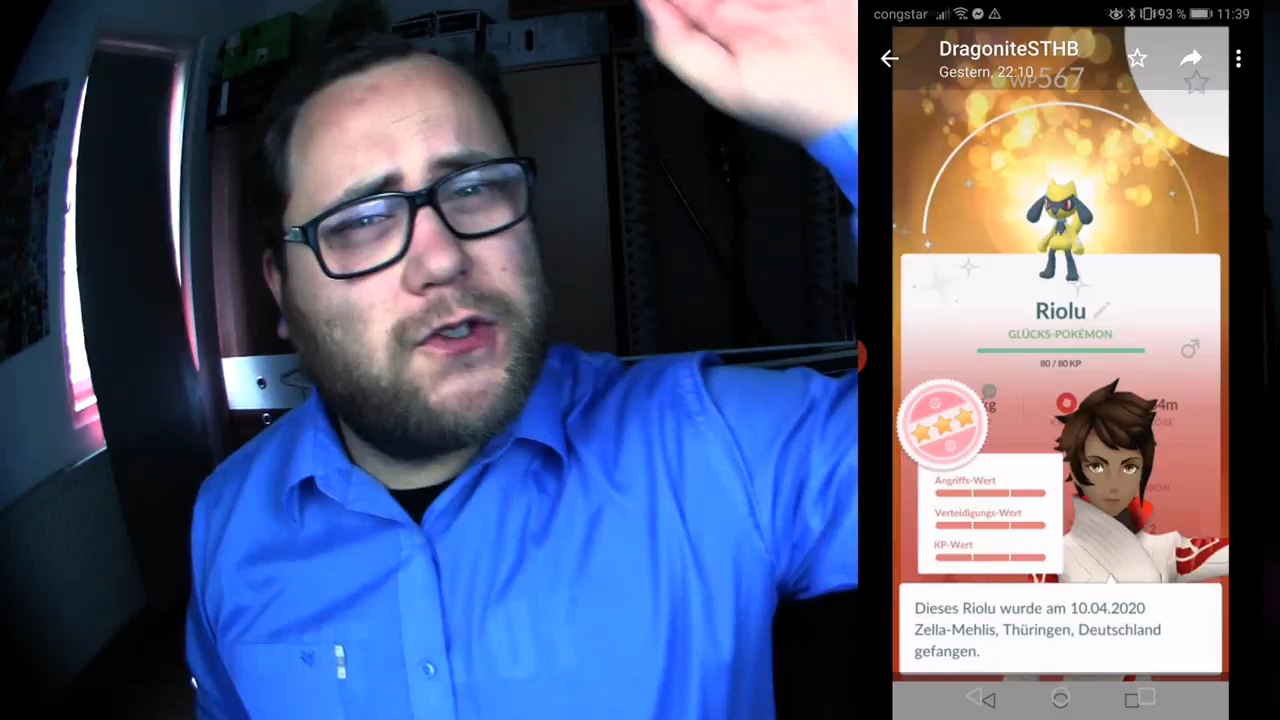 congstar 93 % 11:39
DragoniteSTHB
Gestern, 22:10
WP567
Riolu
GLÜCKS-POKÉMON
80 / 80 KP
Angriffs-Wert
Verteidigungs-Wert
KP-Wert
2
Dieses Riolu wurde am 10.04.2020
Zella-Mehlis, Thüringen, Deutschland
gefangen.